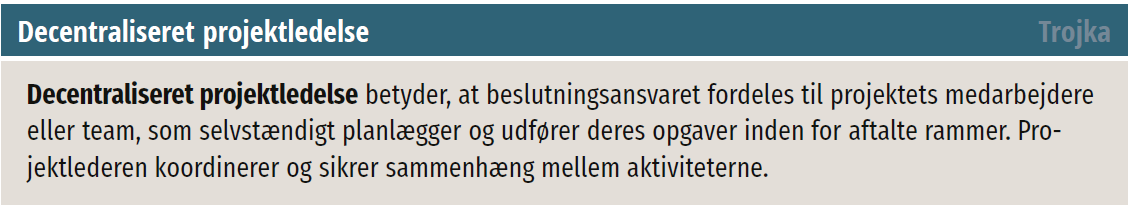 Decentraliseret projektledelse Trojka
Decentraliseret projektledelse betyder, at beslutningsansvaret fordeles til projektets medarbejdere
eller team, som selvstændigt planlægger og udfører deres opgaver inden for aftalte rammer. Pro-
jektlederen koordinerer og sikrer sammenhæng mellem aktiviteterne.